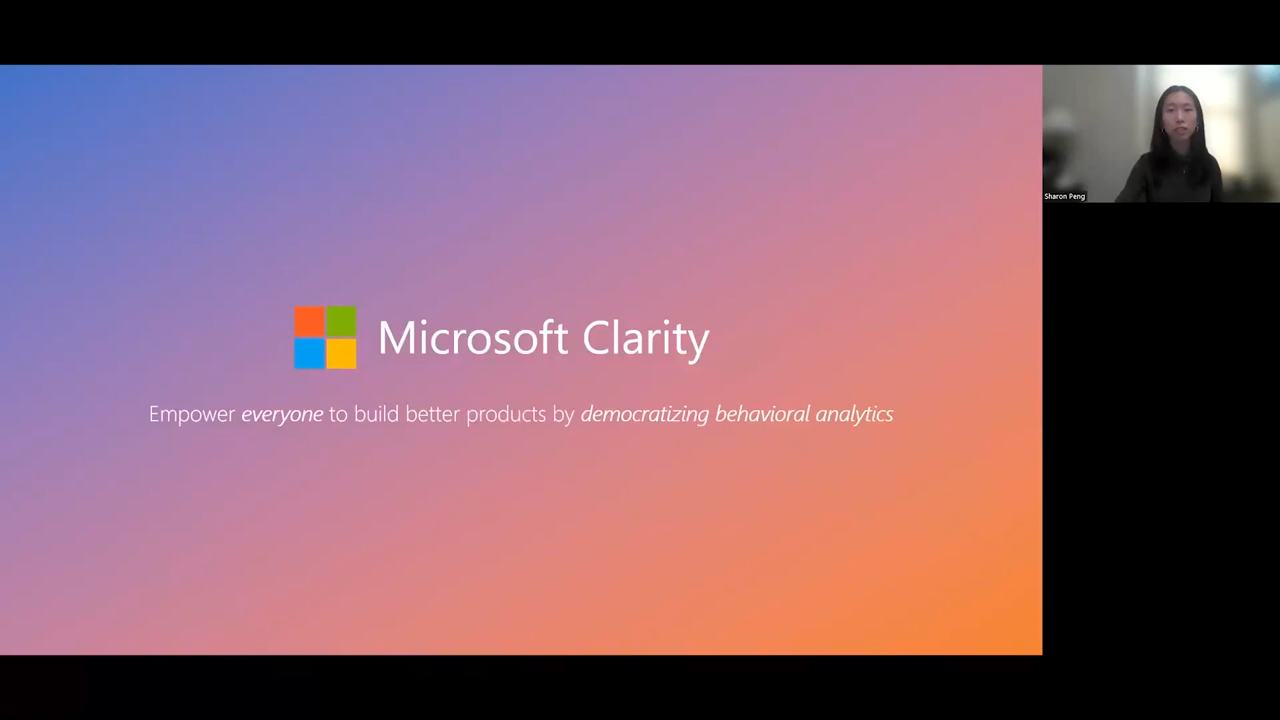 Microsoft Clarity
Empower everyone to build better products by democratizing behavioral analytics
Sharon Peng